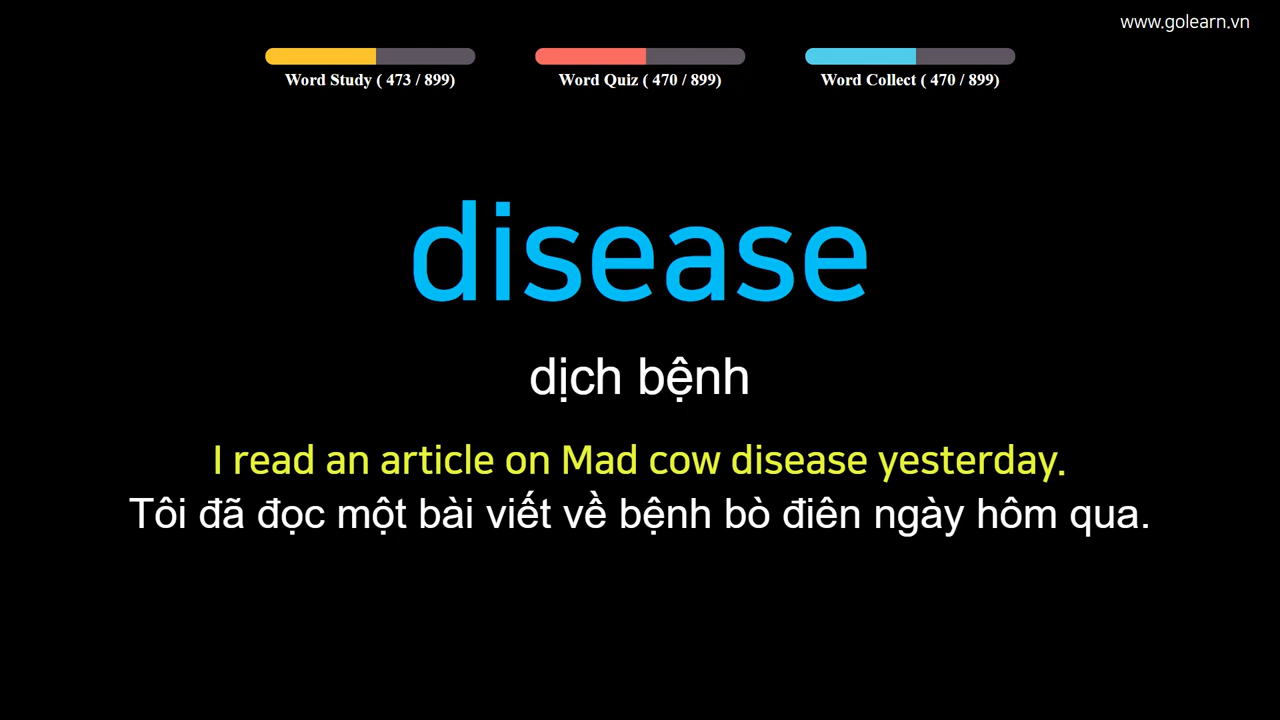 www.golearn.vn
Word Study ( 473 / 899)
Word Quiz ( 470 / 899)
Word Collect ( 470 / 899)
disease
dịch bệnh
I read an article on Mad cow disease yesterday.
Tôi đã đọc một bài viết về bệnh bò điên ngày hôm qua.